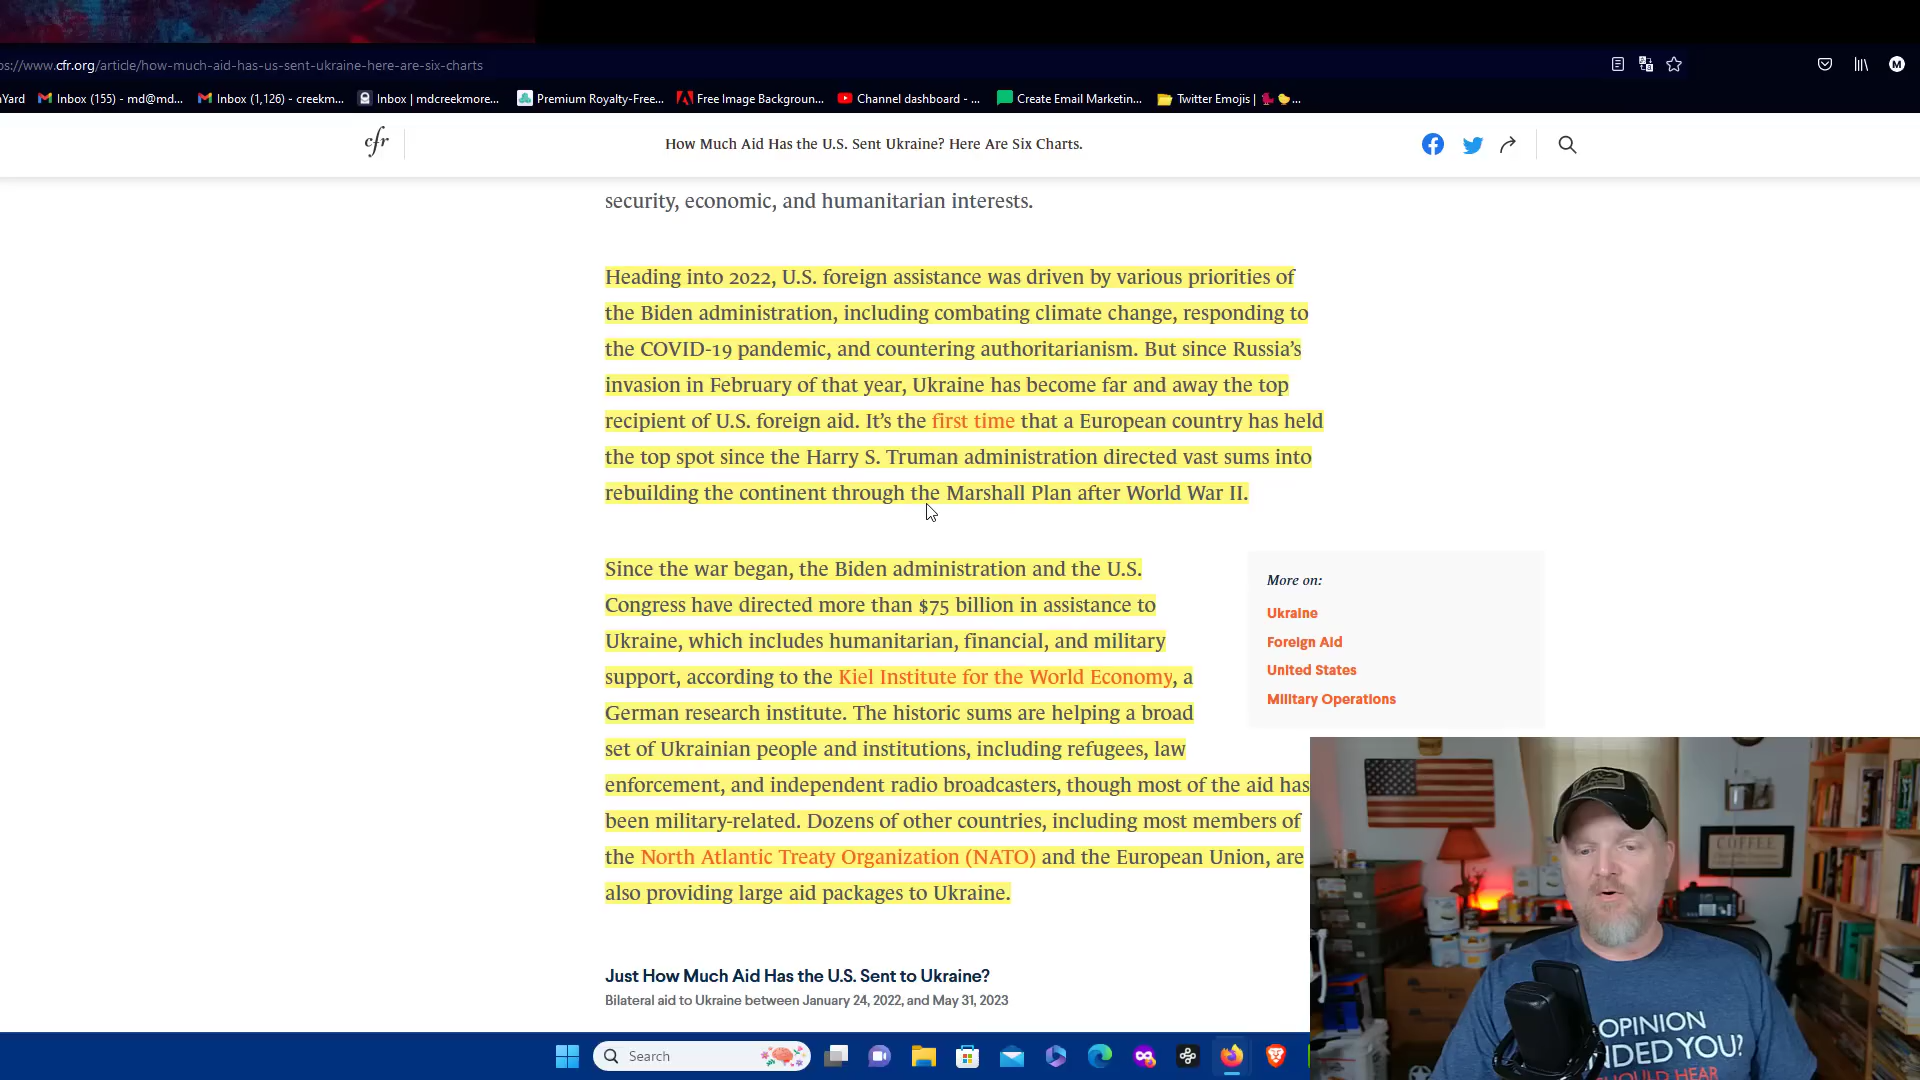 ps://www.cfr.org/article/how-much-aid-has-us-sent-ukraine-here-are-six-charts
nYard
Inbox (155) - md@md...
Inbox (1,126) - creekm...
Inbox | mdcreekmore...
Premium Royalty-Free...
Free Image Backgroun...
Channel dashboard - ...
Create Email Marketin...
Twitter Emojis | 
M
cfr
How Much Aid Has the U.S. Sent Ukraine? Here Are Six Charts.
security, economic, and humanitarian interests.
Heading into 2022, U.S. foreign assistance was driven by various priorities of
the Biden administration, including combating climate change, responding to
the COVID-19 pandemic, and countering authoritarianism. But since Russia’s
invasion in February of that year, Ukraine has become far and away the top
recipient of U.S. foreign aid. It’s the first time that a European country has held
the top spot since the Harry S. Truman administration directed vast sums into
rebuilding the continent through the Marshall Plan after World War II.
Since the war began, the Biden administration and the U.S.
Congress have directed more than $75 billion in assistance to
Ukraine, which includes humanitarian, financial, and military
support, according to the Kiel Institute for the World Economy, a
German research institute. The historic sums are helping a broad
set of Ukrainian people and institutions, including refugees, law
enforcement, and independent radio broadcasters, though most of the aid has
been military-related. Dozens of other countries, including most members of
the North Atlantic Treaty Organization (NATO) and the European Union, are
also providing large aid packages to Ukraine.
More on:
Ukraine
Foreign Aid
United States
Military Operations
Just How Much Aid Has the U.S. Sent to Ukraine?
Bilateral aid to Ukraine between January 24, 2022, and May 31, 2023
COFFEE
OPINION
NDED YOU?
SHOULD HEAR
Search